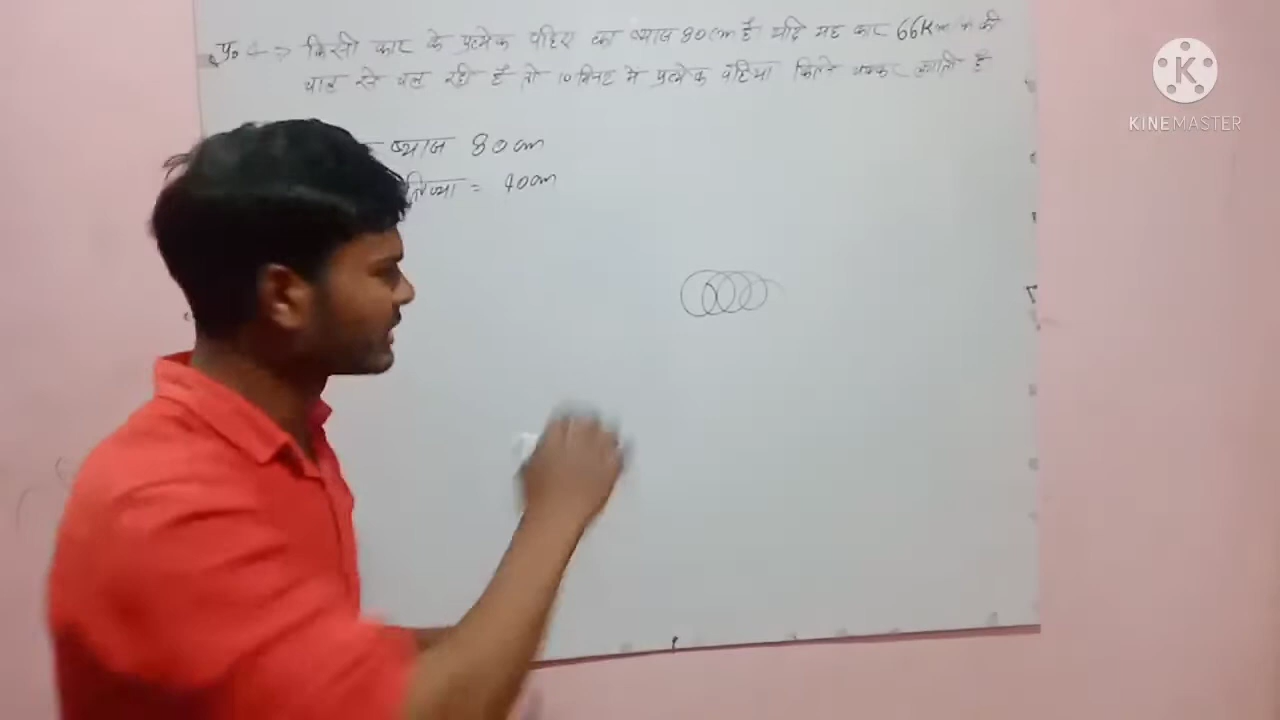 प्र० 4 => किसी कार के प्रत्येक पहिए का व्यास 80cm है। यदि यह कार 66Km की
चाल से चल रही है तो 10 मिनट में प्रत्येक पहिया कितने चक्कर लगाती है
व्यास 80cm
त्रिज्या = 40cm
K
KINEMASTER